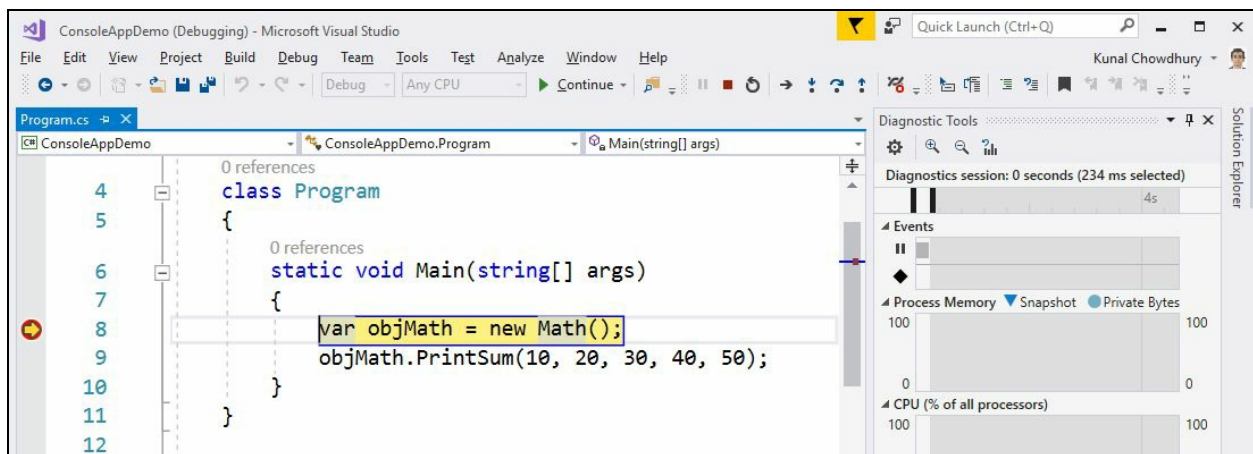 ConsoleAppDemo (Debugging) - Microsoft Visual Studio
Quick Launch (Ctrl+Q)
File Edit View Project Build Debug Team Tools Test Analyze Window Help
Kunal Chowdhury
Debug Any CPU Continue
Program.cs
Diagnostic Tools
Solution Explorer
C# ConsoleAppDemo ConsoleAppDemo.Program Main(string[] args)
Diagnostics session: 0 seconds (234 ms selected)
4s
0 references
4 class Program
5 {
0 references
6 static void Main(string[] args)
7 {
8 var objMath = new Math();
9 objMath.PrintSum(10, 20, 30, 40, 50);
10 }
11 }
12
Events
Process Memory Snapshot Private Bytes
100 100
0 0
CPU (% of all processors)
100 100